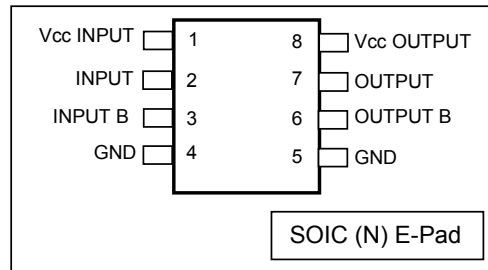 Vcc INPUT 1 8 Vcc OUTPUT
INPUT 2 7 OUTPUT
INPUT B 3 6 OUTPUT B
GND 4 5 GND
SOIC (N) E-Pad